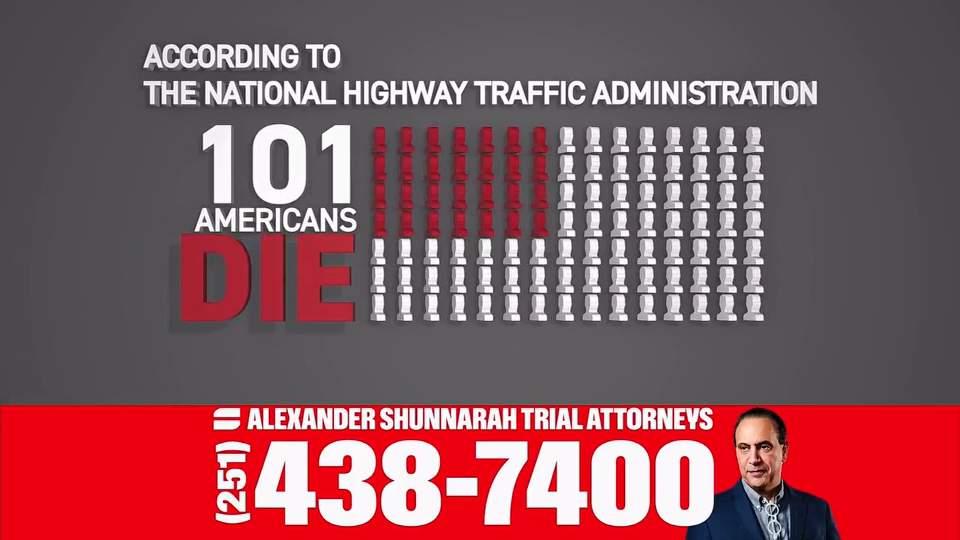 ACCORDING TO
THE NATIONAL HIGHWAY TRAFFIC ADMINISTRATION
101
AMERICANS
DIE
ALEXANDER SHUNNARAH TRIAL ATTORNEYS
(251) 438-7400